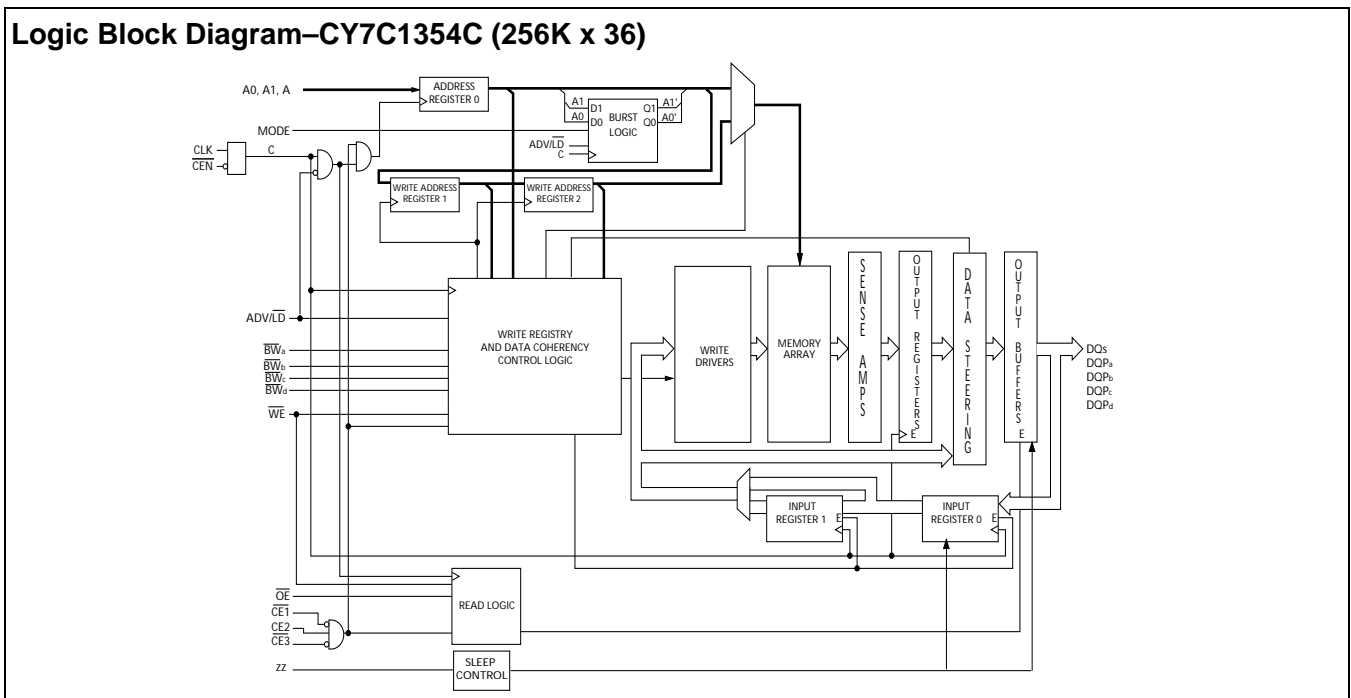 Logic Block Diagram–CY7C1354C (256K x 36)
A0, A1, A
ADDRESS
REGISTER 0
A1
A0
D1
D0
BURST
LOGIC
Q1
Q0
A1'
A0'
MODE
ADV/LD
C
CLK
CEN
C
WRITE ADDRESS
REGISTER 1
WRITE ADDRESS
REGISTER 2
ADV/LD
BWa
BWb
BWc
BWd
WE
WRITE REGISTRY
AND DATA COHERENCY
CONTROL LOGIC
WRITE
DRIVERS
MEMORY
ARRAY
SENSE AMPS
OUTPUT REGISTERS
E
DATA STEERING
OUTPUT BUFFERS
E
DQs
DQPa
DQPb
DQPc
DQPd
INPUT
REGISTER 1
E
INPUT
REGISTER 0
E
OE
CE1
CE2
CE3
READ LOGIC
ZZ
SLEEP
CONTROL